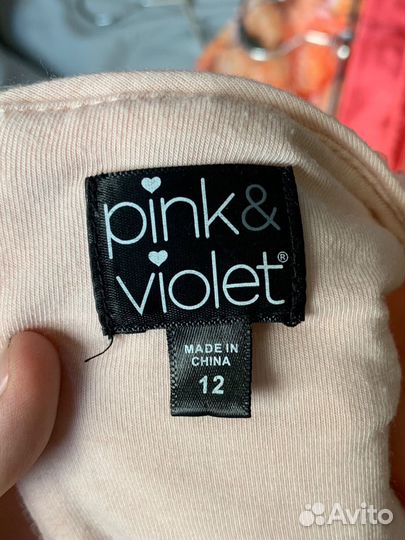 pink &
violet®
MADE IN
CHINA
12
Avito